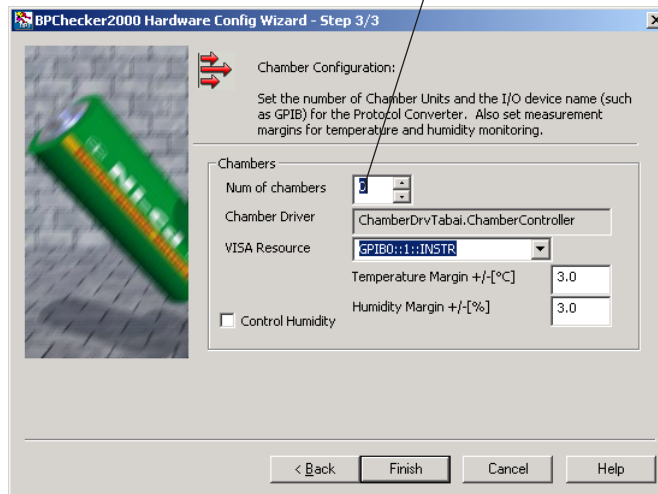 BPChecker2000 Hardware Config Wizard - Step 3/3
Chamber Configuration:
Set the number of Chamber Units and the I/O device name (such
as GPIB) for the Protocol Converter. Also set measurement
margins for temperature and humidity monitoring.
Chambers
Num of chambers 0
Chamber Driver ChamberDrvTabai.ChamberController
VISA Resource GPIB0::1::INSTR
Temperature Margin +/-[°C] 3.0
Humidity Margin +/-[%] 3.0
Control Humidity
Ni-Cd
< Back Finish Cancel Help